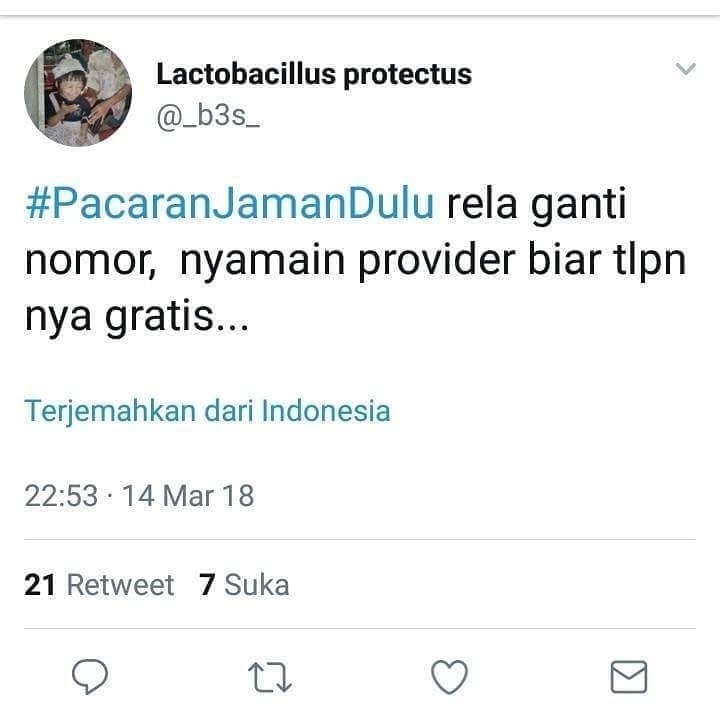 Lactobacillus protectus
@_b3s_
#PacaranJamanDulu rela ganti
nomor,  nyamain provider biar tlpn
nya gratis...
Terjemahkan dari Indonesia
22:53 · 14 Mar 18
21 Retweet 7 Suka